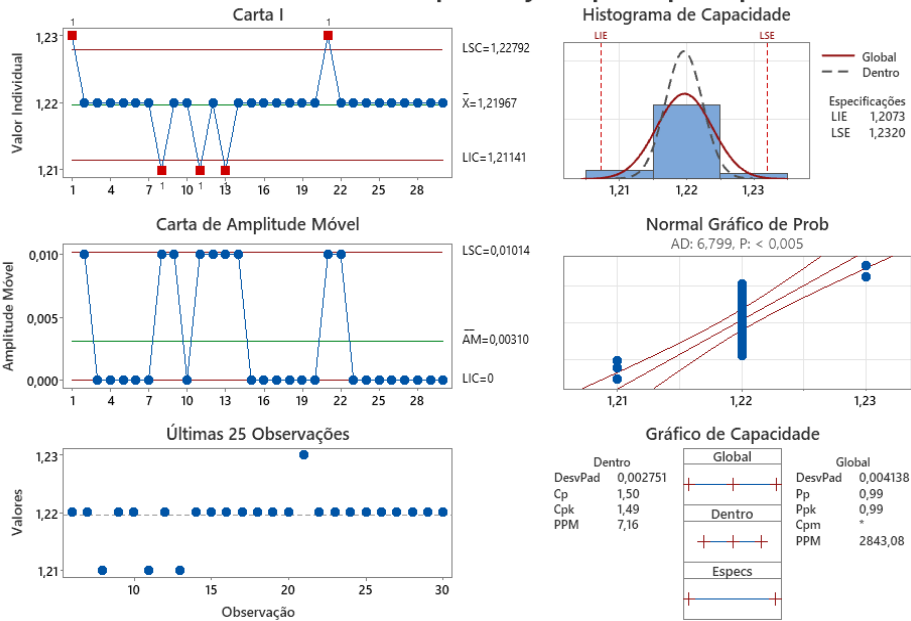 Carta I
Valor Individual
1,23
1,22
1,21
1
1
1
1
1
LSC=1,22792
X̄=1,21967
LIC=1,21141
1 4 7 10 13 16 19 22 25 28
Histograma de Capacidade
LIE LSE
1,21 1,22 1,23
Global
Dentro
Especificações
LIE 1,2073
LSE 1,2320
Carta de Amplitude Móvel
Amplitude Móvel
0,010
0,005
0,000
LSC=0,01014
A̅M̅=0,00310
LIC=0
1 4 7 10 13 16 19 22 25 28
Normal Gráfico de Prob
AD: 6,799, P: < 0,005
1,21 1,22 1,23
Últimas 25 Observações
Valores
1,23
1,22
1,21
10 15 20 25 30
Observação
Gráfico de Capacidade
Dentro
DesvPad 0,002751
Cp 1,50
Cpk 1,49
PPM 7,16
Global
Dentro
Especs
Global
DesvPad 0,004138
Pp 0,99
Ppk 0,99
Cpm *
PPM 2843,08